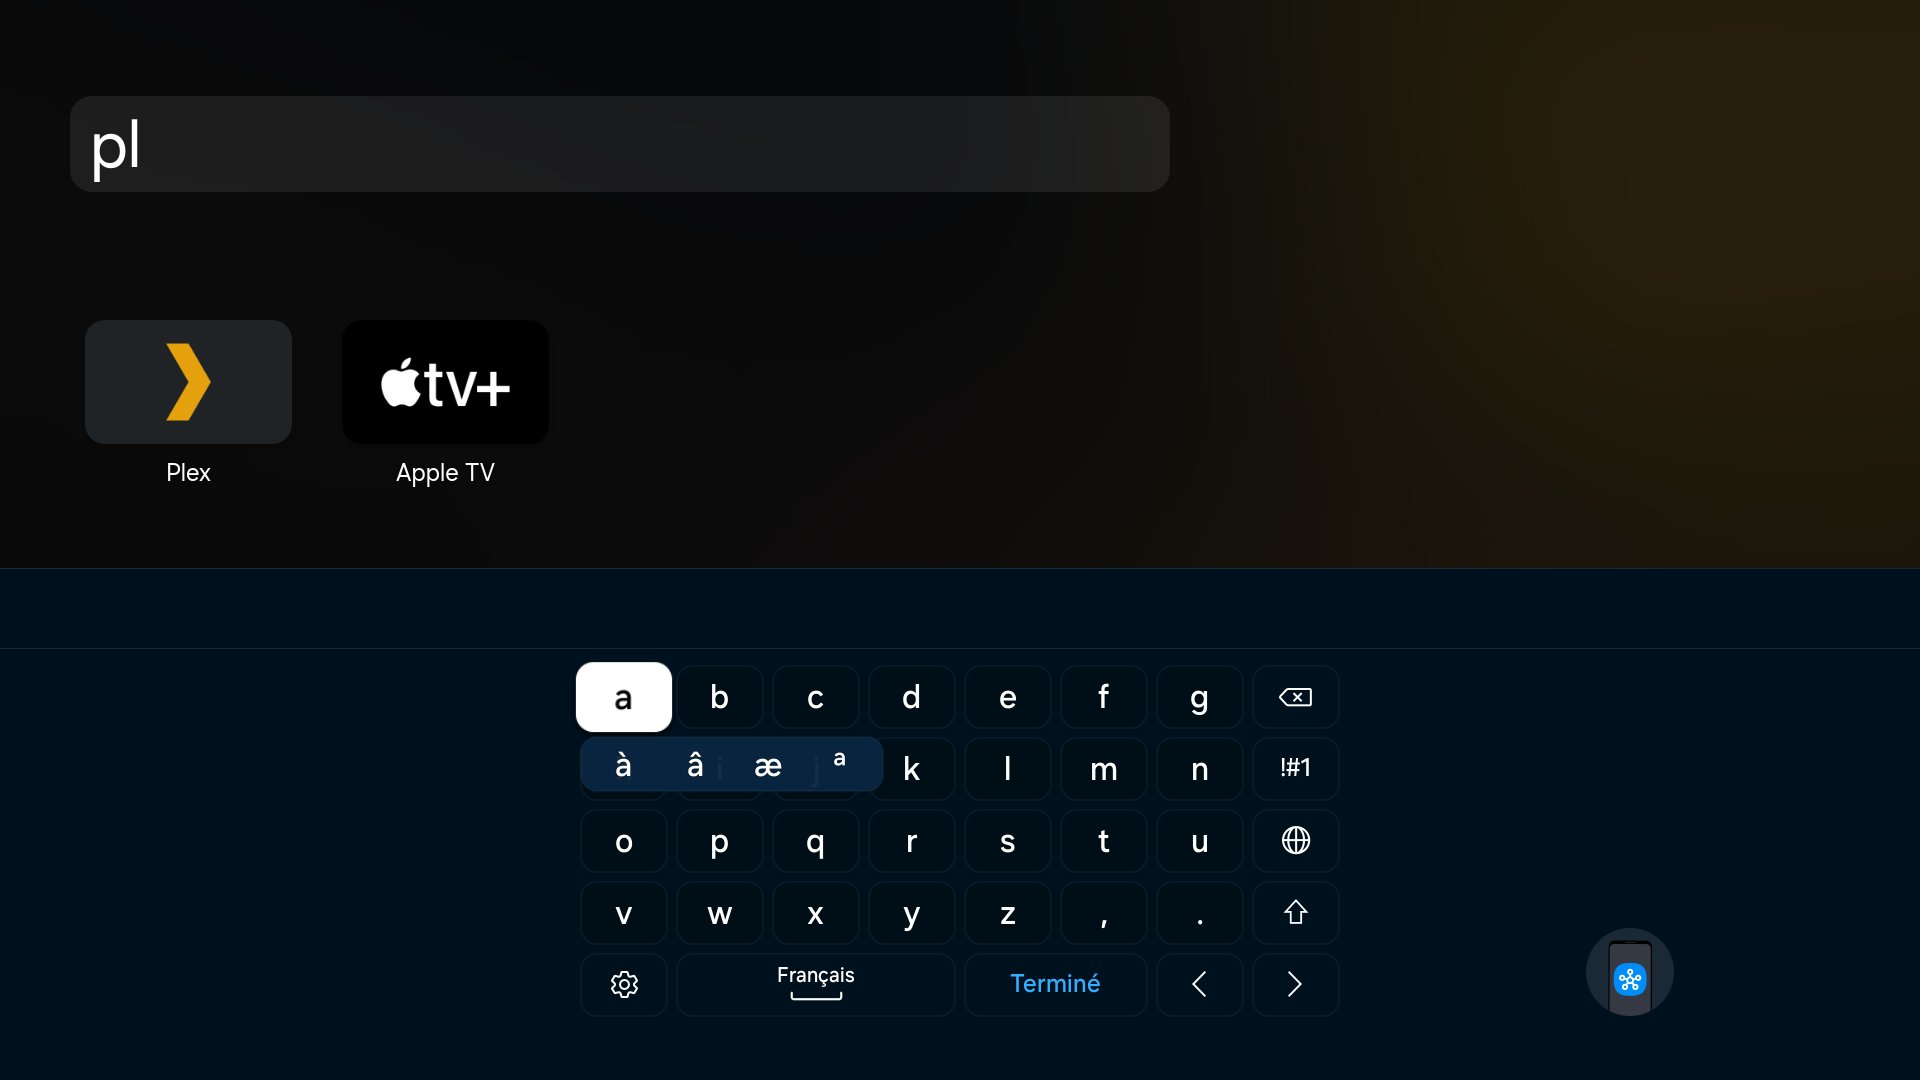 pl
tv+
Plex
Apple TV
a b c d e f g
à â æ ª k l m n !#1
o p q r s t u
v w x y z , .
Français Terminé